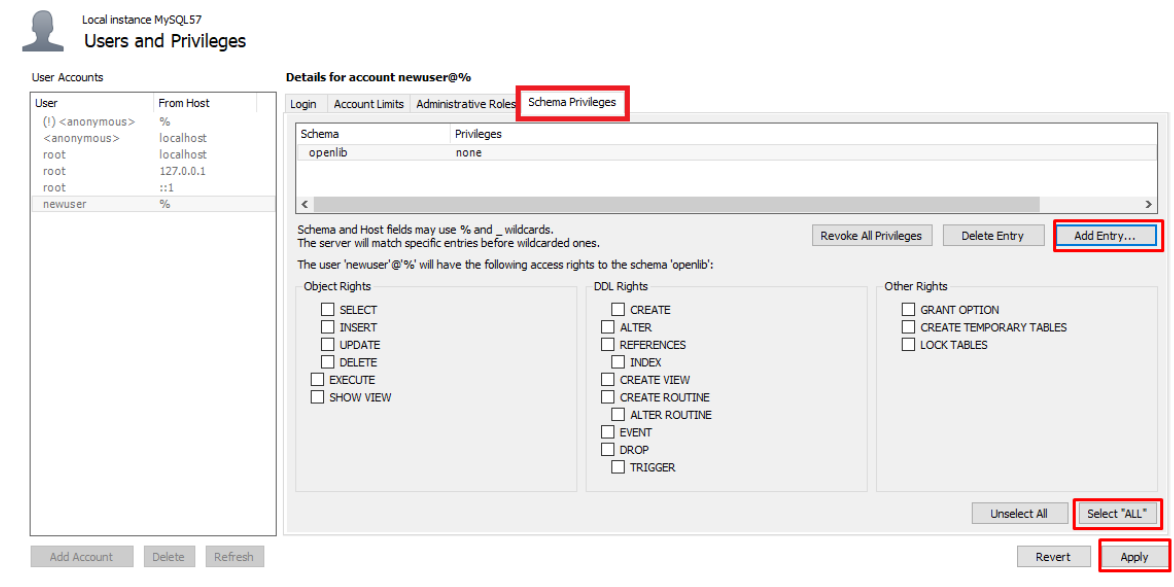 Local instance MySQL57
Users and Privileges
User Accounts
User From Host
(!) <anonymous> %
<anonymous> localhost
root localhost
root 127.0.0.1
root ::1
newuser %
Add Account Delete Refresh
Details for account newuser@%
Login Account Limits Administrative Roles Schema Privileges
Schema Privileges
openlib none
Schema and Host fields may use % and _ wildcards.
The server will match specific entries before wildcarded ones.
Revoke All Privileges Delete Entry Add Entry...
The user 'newuser'@'%' will have the following access rights to the schema 'openlib':
Object Rights
SELECT
INSERT
UPDATE
DELETE
EXECUTE
SHOW VIEW
DDL Rights
CREATE
ALTER
REFERENCES
INDEX
CREATE VIEW
CREATE ROUTINE
ALTER ROUTINE
EVENT
DROP
TRIGGER
Other Rights
GRANT OPTION
CREATE TEMPORARY TABLES
LOCK TABLES
Unselect All Select "ALL"
Revert Apply